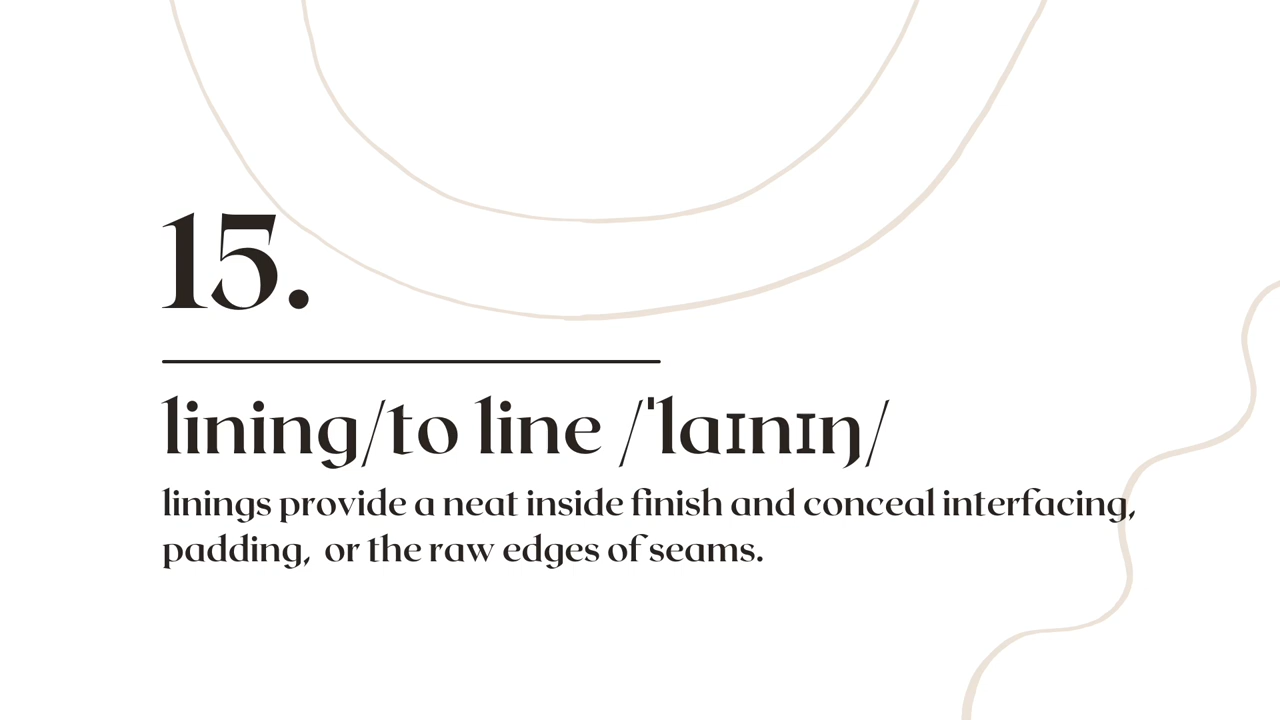 15.
lining/to line /ˈlaɪnɪŋ/
linings provide a neat inside finish and conceal interfacing,
padding,  or the raw edges of seams.